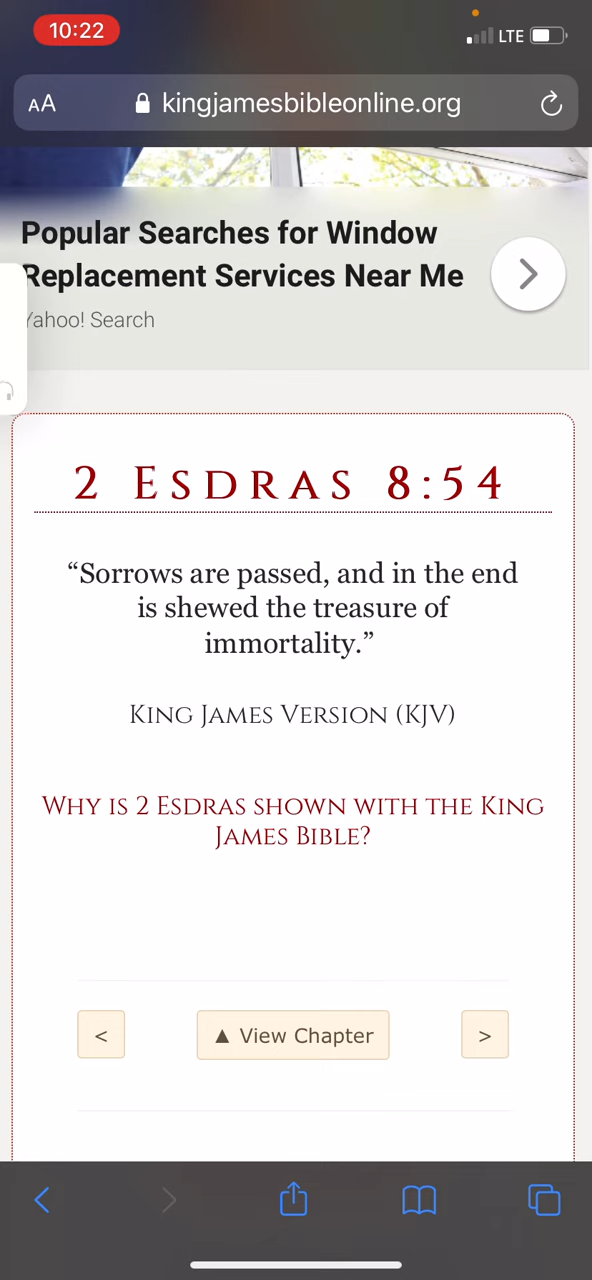 10:22
LTE
AA
kingjamesbibleonline.org
Popular Searches for Window
Replacement Services Near Me
Yahoo! Search
2 Esdras 8:54
“Sorrows are passed, and in the end
is shewed the treasure of
immortality.”
King James Version (KJV)
Why is 2 Esdras shown with the King
James Bible?
<
▲ View Chapter
>